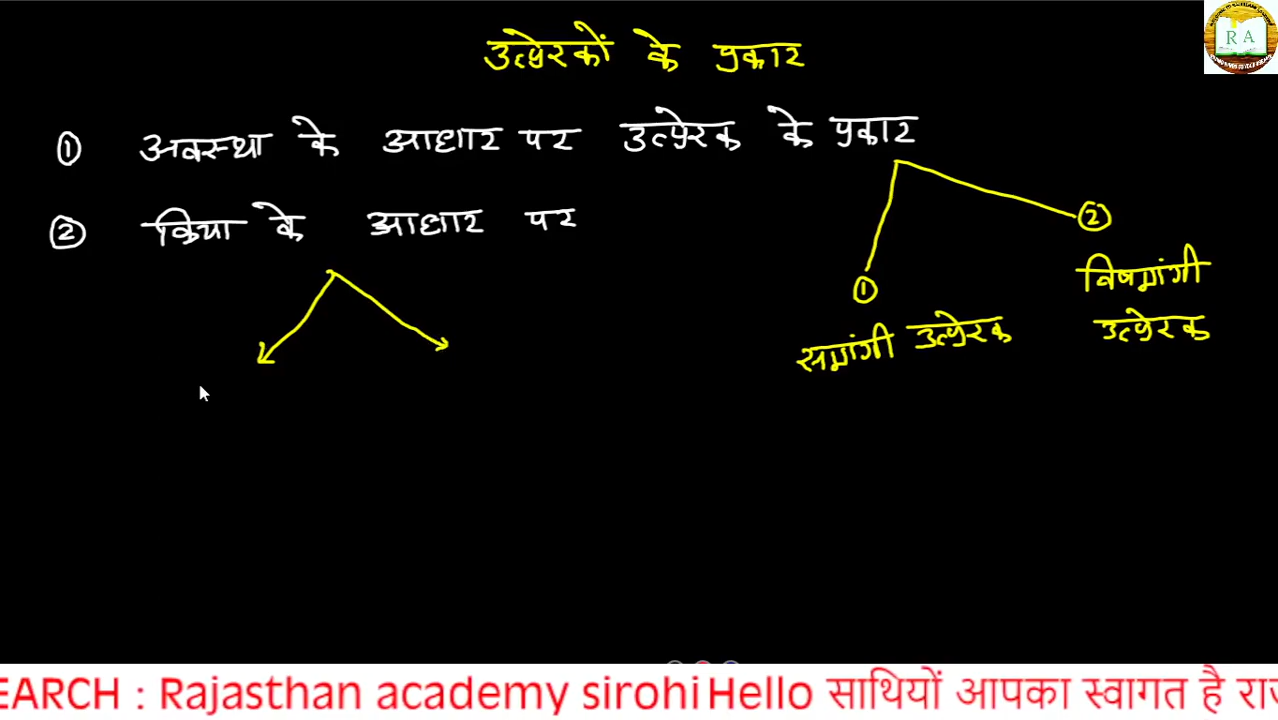 उत्प्रेरकों के प्रकार
① अवस्था के आधार पर उत्प्रेरक के प्रकार
② क्रिया के आधार पर
① समांगी उत्प्रेरक
② विषमांगी उत्प्रेरक
RA
EARCH : Rajasthan academy sirohi Hello साथियों आपका स्वागत है राज